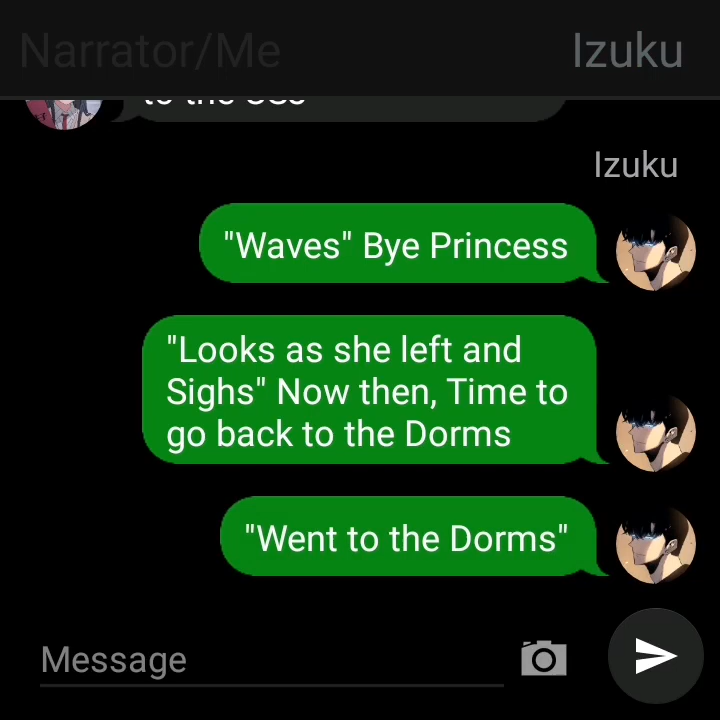 Narrator/Me
Izuku
Izuku
"Waves" Bye Princess
"Looks as she left and
Sighs" Now then, Time to
go back to the Dorms
"Went to the Dorms"
Message